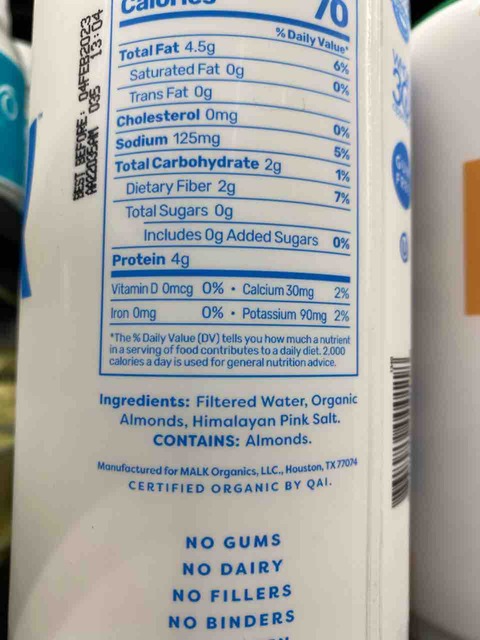 Calories 70
% Daily Value*
Total Fat 4.5g 6%
Saturated Fat 0g 0%
Trans Fat 0g
Cholesterol 0mg 0%
Sodium 125mg 5%
Total Carbohydrate 2g 1%
Dietary Fiber 2g 7%
Total Sugars 0g
Includes 0g Added Sugars 0%
Protein 4g
Vitamin D 0mcg 0% • Calcium 30mg 2%
Iron 0mg 0% • Potassium 90mg 2%
*The % Daily Value (DV) tells you how much a nutrient
in a serving of food contributes to a daily diet. 2,000
calories a day is used for general nutrition advice.
Ingredients: Filtered Water, Organic
Almonds, Himalayan Pink Salt.
CONTAINS: Almonds.
Manufactured for MALK Organics, LLC., Houston, TX 77074
CERTIFIED ORGANIC BY QAI.
NO GUMS
NO DAIRY
NO FILLERS
NO BINDERS
BEST BEFORE: 04FEB2023
035 13:04